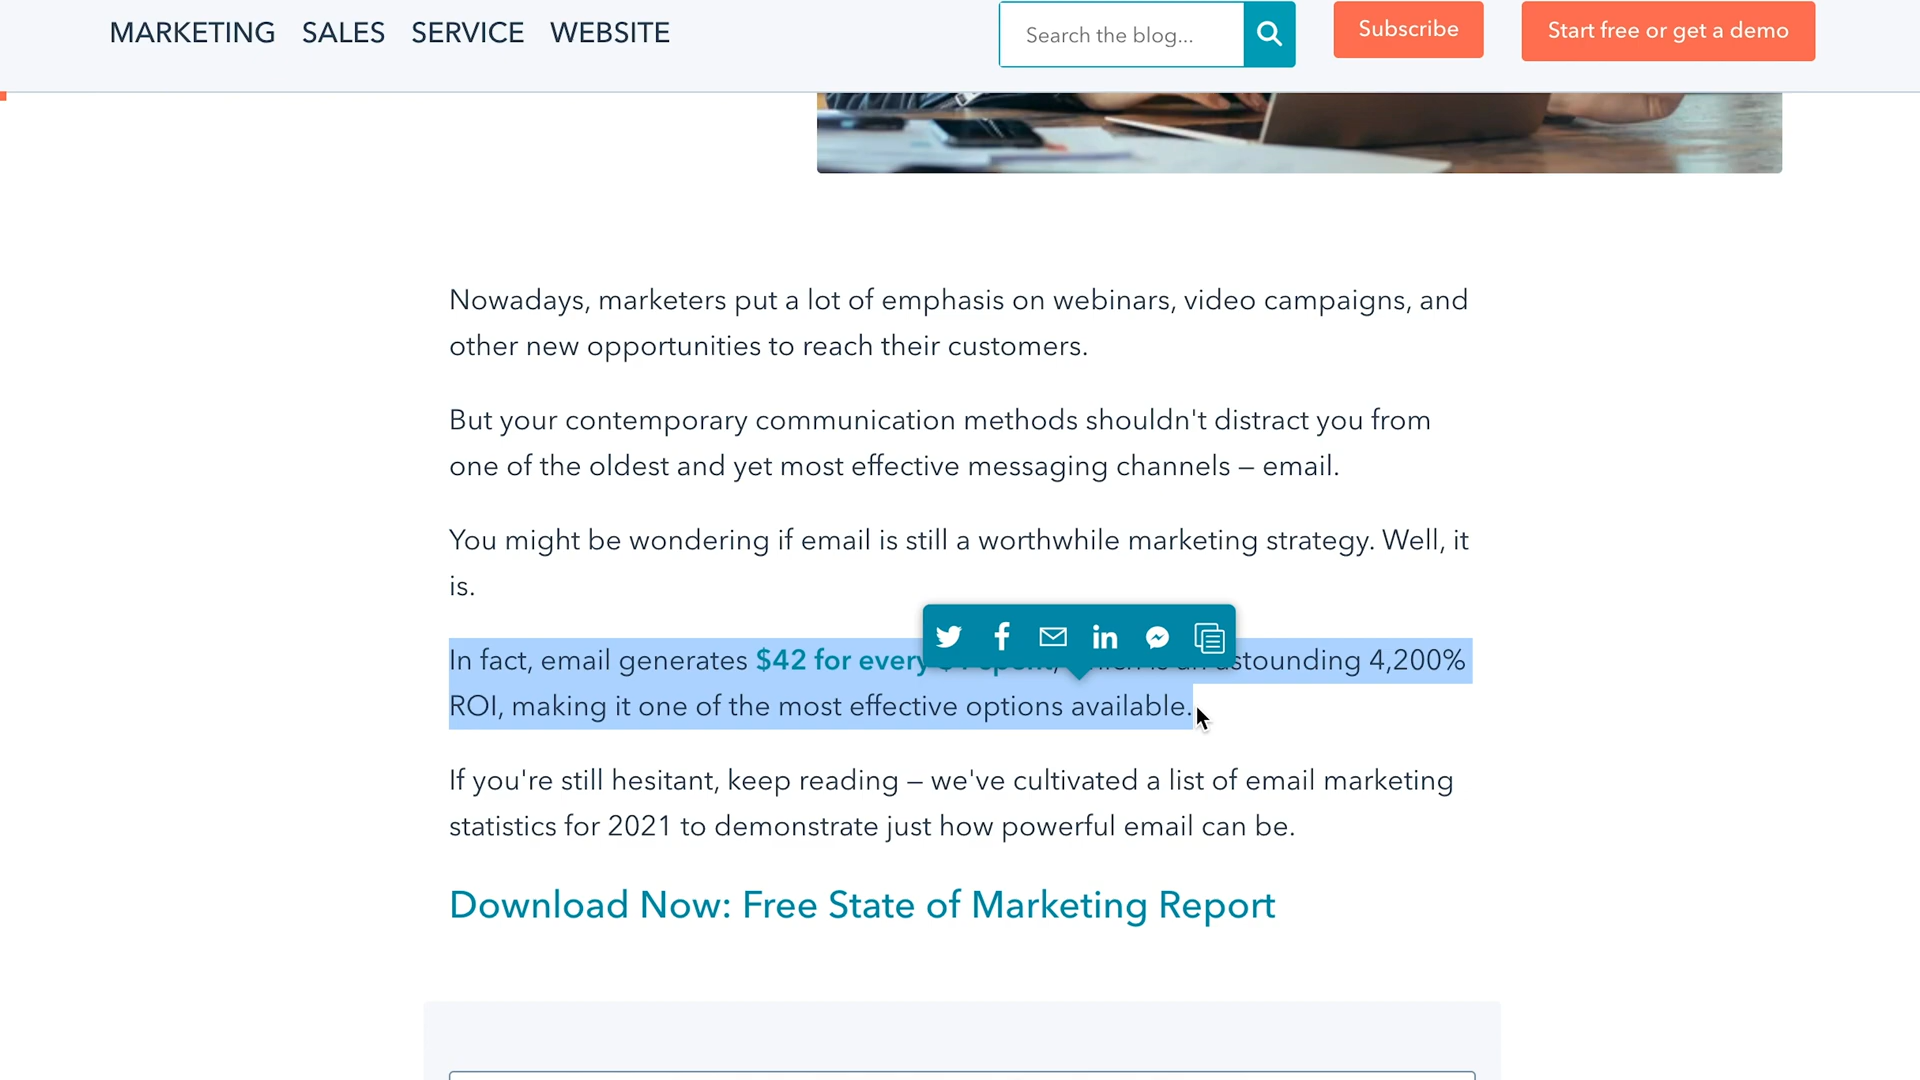 MARKETING SALES SERVICE WEBSITE
Search the blog...
Subscribe
Start free or get a demo
Nowadays, marketers put a lot of emphasis on webinars, video campaigns, and
other new opportunities to reach their customers.
But your contemporary communication methods shouldn't distract you from
one of the oldest and yet most effective messaging channels – email.
You might be wondering if email is still a worthwhile marketing strategy. Well, it
is.
In fact, email generates $42 for every $1 spent, which is an astounding 4,200%
ROI, making it one of the most effective options available.
If you're still hesitant, keep reading – we've cultivated a list of email marketing
statistics for 2021 to demonstrate just how powerful email can be.
Download Now: Free State of Marketing Report